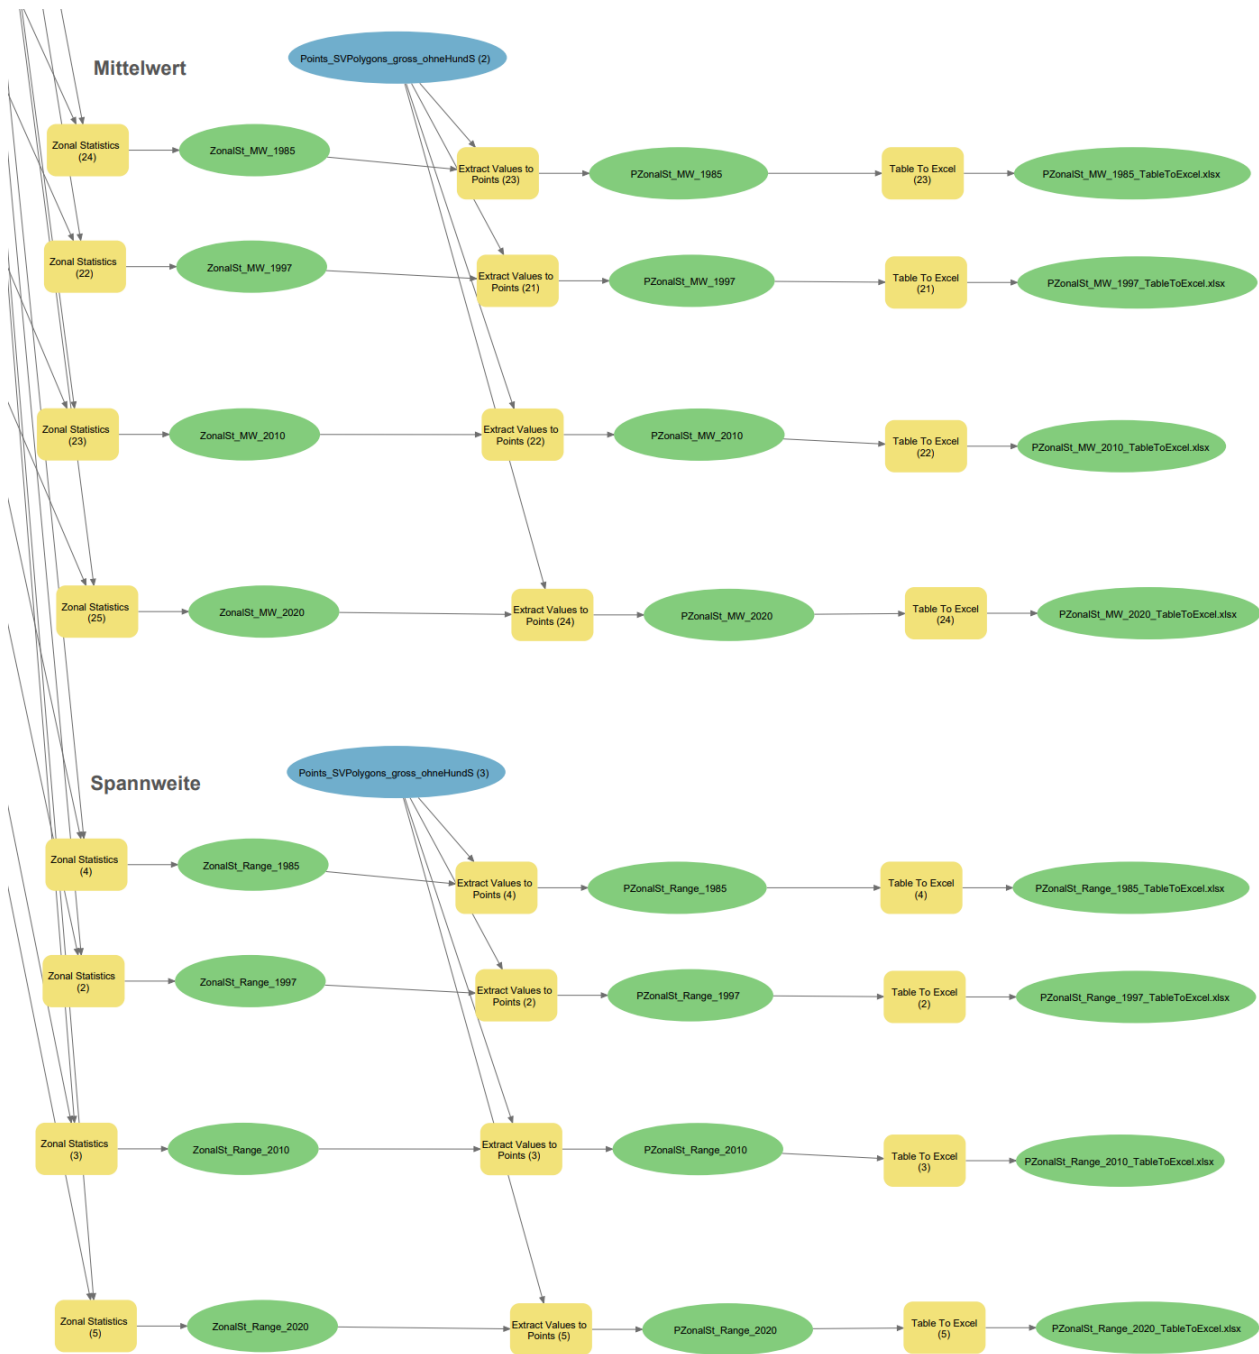 Mittelwert
Points_SVPolygons_gross_ohneHundS (2)
Zonal Statistics
(24)
ZonalSt_MW_1985
Extract Values to
Points (23)
PZonalSt_MW_1985
Table To Excel
(23)
PZonalSt_MW_1985_TableToExcel.xlsx
Zonal Statistics
(22)
ZonalSt_MW_1997
Extract Values to
Points (21)
PZonalSt_MW_1997
Table To Excel
(21)
PZonalSt_MW_1997_TableToExcel.xlsx
Zonal Statistics
(23)
ZonalSt_MW_2010
Extract Values to
Points (22)
PZonalSt_MW_2010
Table To Excel
(22)
PZonalSt_MW_2010_TableToExcel.xlsx
Zonal Statistics
(25)
ZonalSt_MW_2020
Extract Values to
Points (24)
PZonalSt_MW_2020
Table To Excel
(24)
PZonalSt_MW_2020_TableToExcel.xlsx
Spannweite
Points_SVPolygons_gross_ohneHundS (3)
Zonal Statistics
(4)
ZonalSt_Range_1985
Extract Values to
Points (4)
PZonalSt_Range_1985
Table To Excel
(4)
PZonalSt_Range_1985_TableToExcel.xlsx
Zonal Statistics
(2)
ZonalSt_Range_1997
Extract Values to
Points (2)
PZonalSt_Range_1997
Table To Excel
(2)
PZonalSt_Range_1997_TableToExcel.xlsx
Zonal Statistics
(3)
ZonalSt_Range_2010
Extract Values to
Points (3)
PZonalSt_Range_2010
Table To Excel
(3)
PZonalSt_Range_2010_TableToExcel.xlsx
Zonal Statistics
(5)
ZonalSt_Range_2020
Extract Values to
Points (5)
PZonalSt_Range_2020
Table To Excel
(5)
PZonalSt_Range_2020_TableToExcel.xlsx